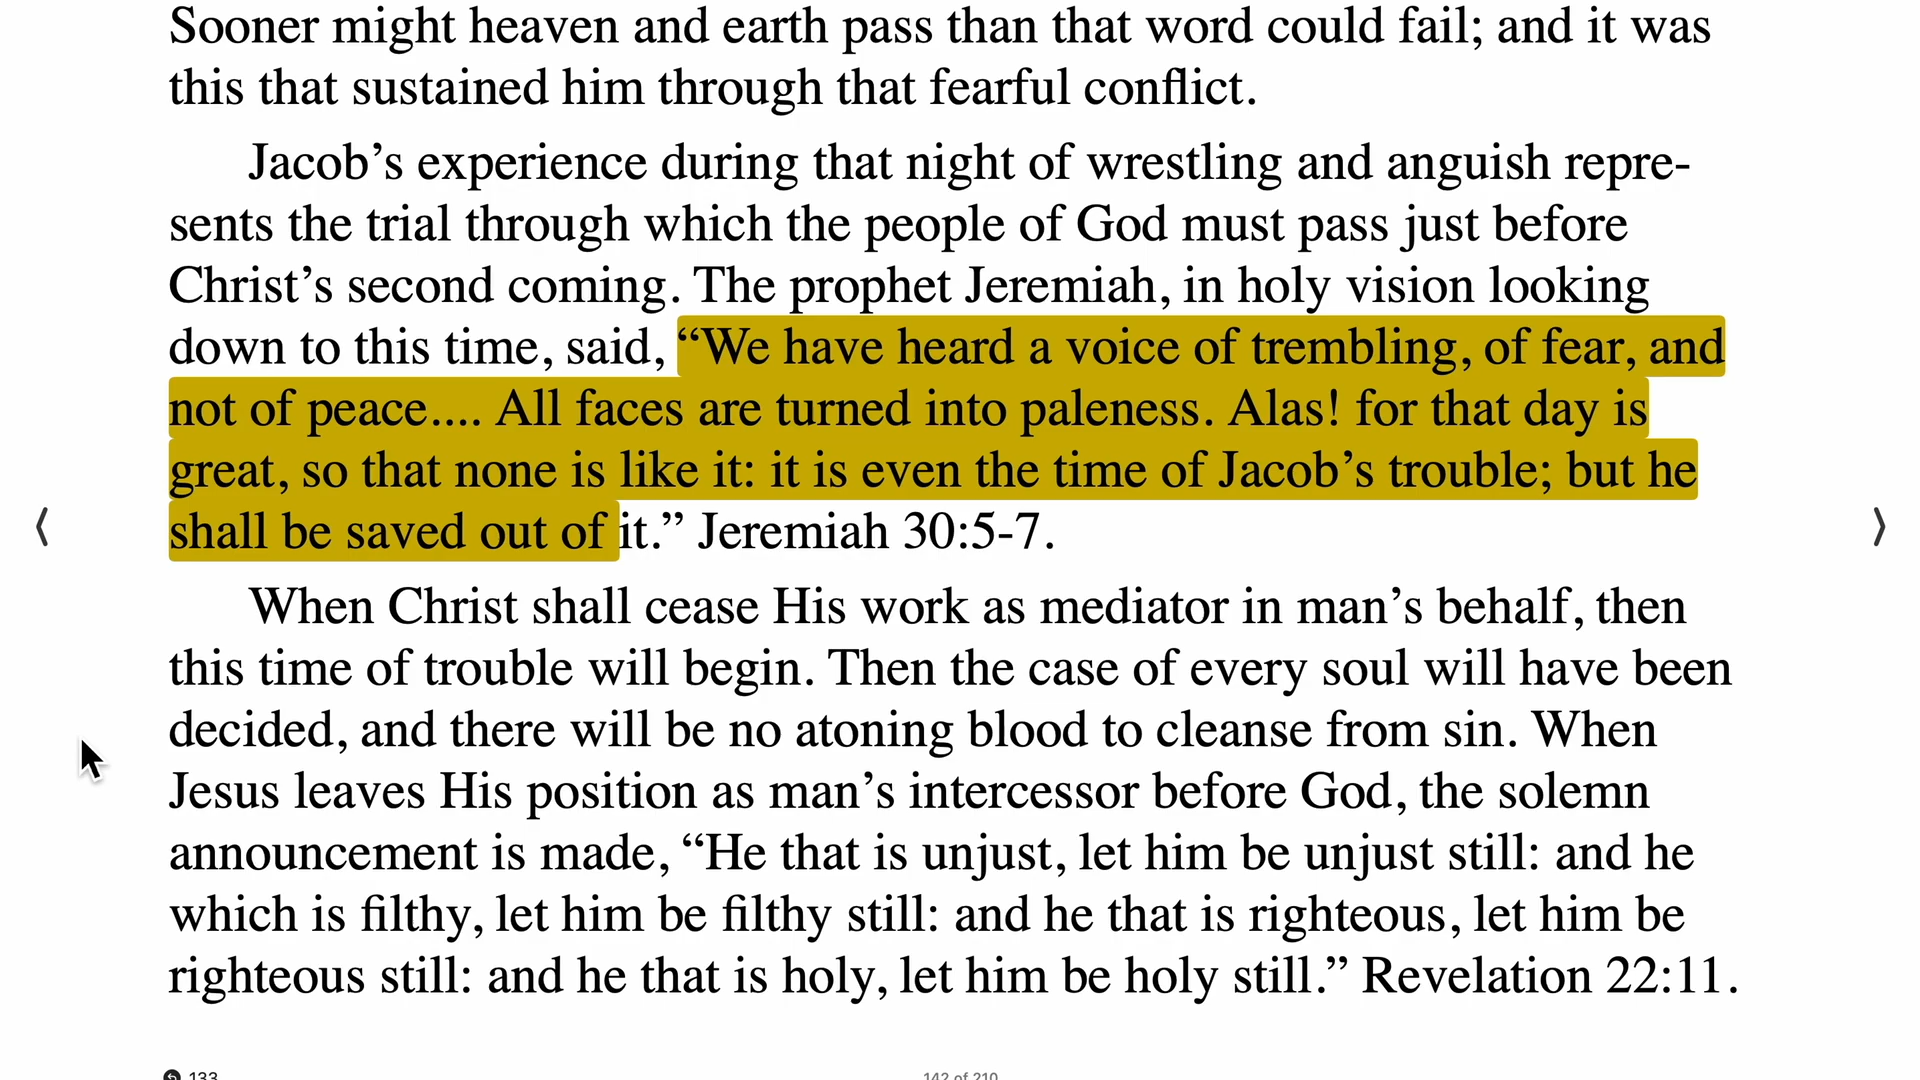 Sooner might heaven and earth pass than that word could fail; and it was
this that sustained him through that fearful conflict.
Jacob’s experience during that night of wrestling and anguish repre-
sents the trial through which the people of God must pass just before
Christ’s second coming. The prophet Jeremiah, in holy vision looking
down to this time, said, “We have heard a voice of trembling, of fear, and
not of peace.... All faces are turned into paleness. Alas! for that day is
great, so that none is like it: it is even the time of Jacob’s trouble; but he
shall be saved out of it.” Jeremiah 30:5-7.
When Christ shall cease His work as mediator in man’s behalf, then
this time of trouble will begin. Then the case of every soul will have been
decided, and there will be no atoning blood to cleanse from sin. When
Jesus leaves His position as man’s intercessor before God, the solemn
announcement is made, “He that is unjust, let him be unjust still: and he
which is filthy, let him be filthy still: and he that is righteous, let him be
righteous still: and he that is holy, let him be holy still.” Revelation 22:11.
133
142 of 210